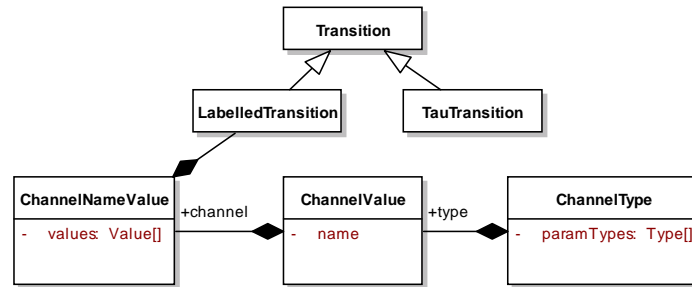 Transition
LabelledTransition
TauTransition
ChannelNameValue
- values: Value[]
+channel
ChannelValue
- name
+type
ChannelType
- paramTypes: Type[]